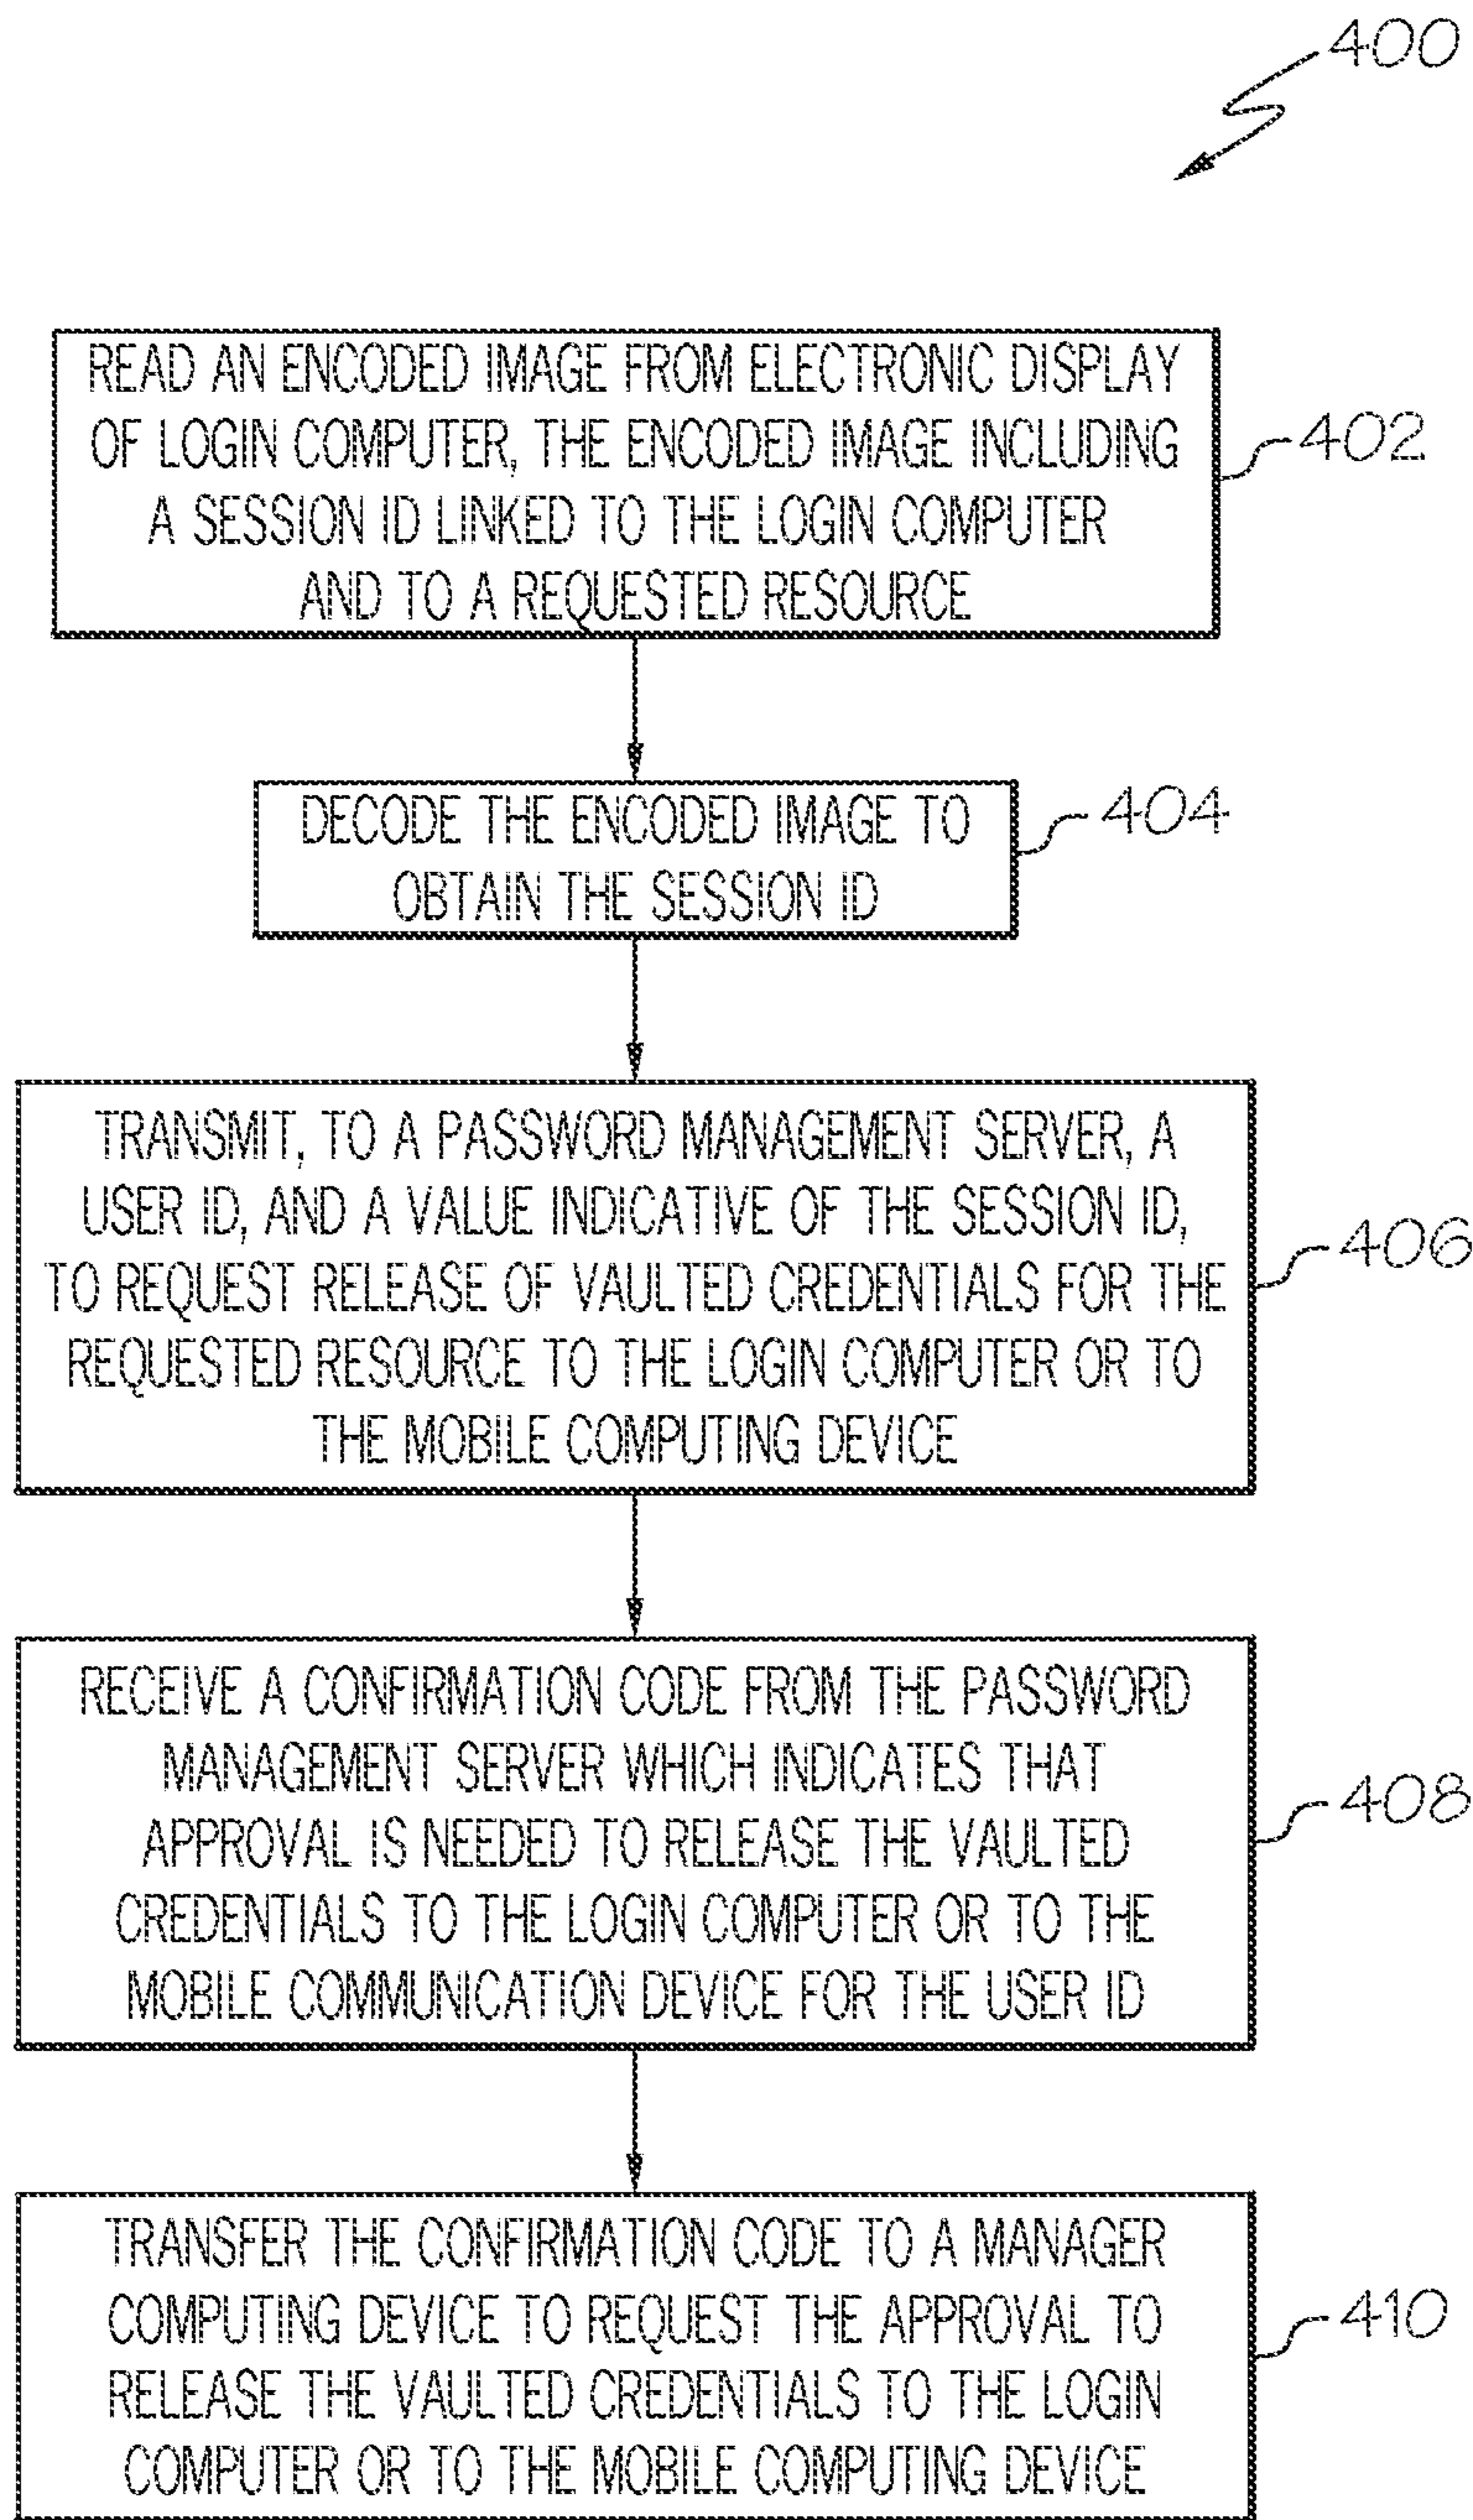 400
READ AN ENCODED IMAGE FROM ELECTRONIC DISPLAY
OF LOGIN COMPUTER, THE ENCODED IMAGE INCLUDING
A SESSION ID LINKED TO THE LOGIN COMPUTER
AND TO A REQUESTED RESOURCE
402
DECODE THE ENCODED IMAGE TO
OBTAIN THE SESSION ID
404
TRANSMIT, TO A PASSWORD MANAGEMENT SERVER, A
USER ID, AND A VALUE INDICATIVE OF THE SESSION ID,
TO REQUEST RELEASE OF VAULTED CREDENTIALS FOR THE
REQUESTED RESOURCE TO THE LOGIN COMPUTER OR TO
THE MOBILE COMPUTING DEVICE
406
RECEIVE A CONFIRMATION CODE FROM THE PASSWORD
MANAGEMENT SERVER WHICH INDICATES THAT
APPROVAL IS NEEDED TO RELEASE THE VAULTED
CREDENTIALS TO THE LOGIN COMPUTER OR TO THE
MOBILE COMMUNICATION DEVICE FOR THE USER ID
408
TRANSFER THE CONFIRMATION CODE TO A MANAGER
COMPUTING DEVICE TO REQUEST THE APPROVAL TO
RELEASE THE VAULTED CREDENTIALS TO THE LOGIN
COMPUTER OR TO THE MOBILE COMPUTING DEVICE
410